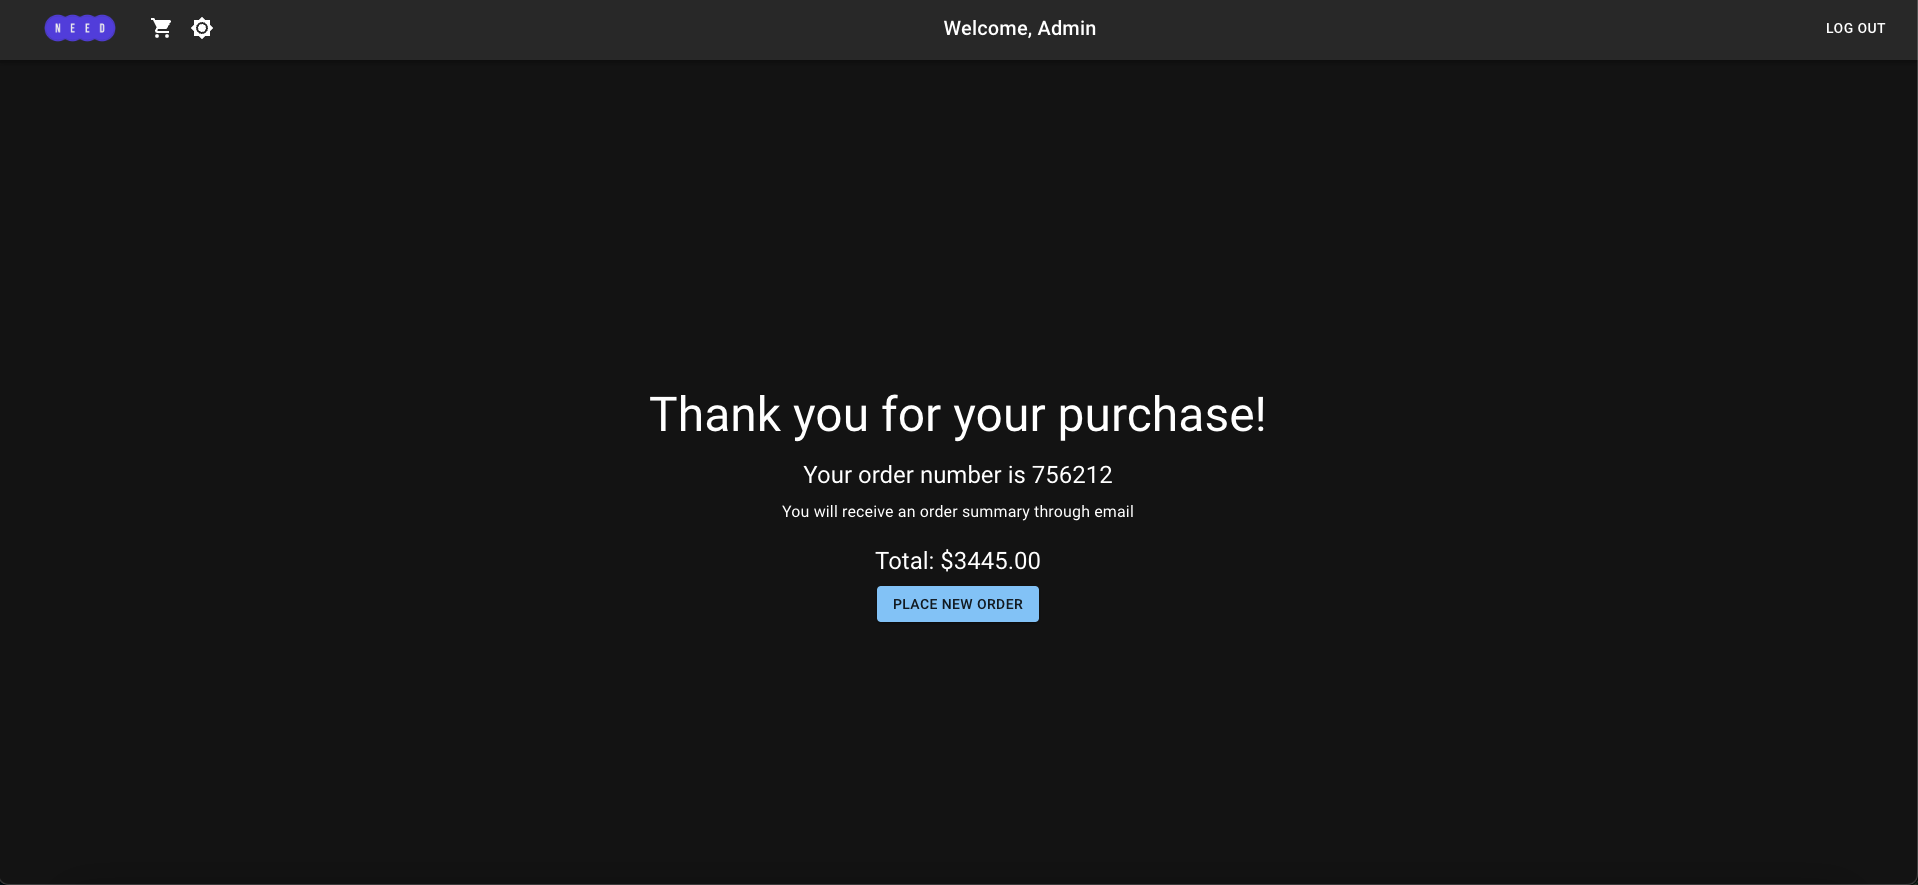 NEED
Welcome, Admin
LOG OUT
Thank you for your purchase!
Your order number is 756212
You will receive an order summary through email
Total: $3445.00
PLACE NEW ORDER